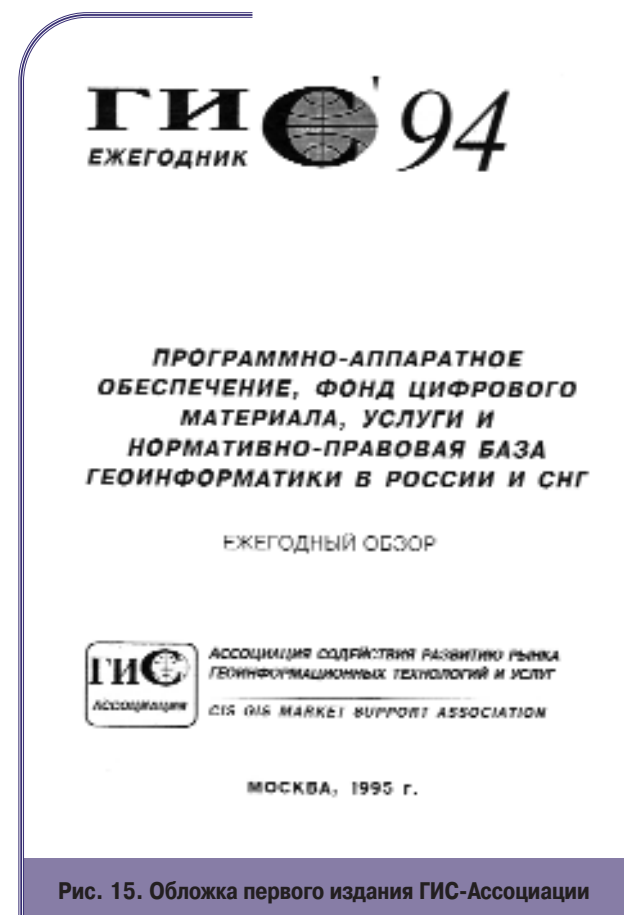 ГИС'94
ЕЖЕГОДНИК
ПРОГРАММНО-АППАРАТНОЕ
ОБЕСПЕЧЕНИЕ, ФОНД ЦИФРОВОГО
МАТЕРИАЛА, УСЛУГИ И
НОРМАТИВНО-ПРАВОВАЯ БАЗА
ГЕОИНФОРМАТИКИ В РОССИИ И СНГ
ЕЖЕГОДНЫЙ ОБЗОР
ГИС
АССОЦИАЦИЯ
АССОЦИАЦИЯ СОДЕЙСТВИЯ РАЗВИТИЮ РЫНКА
ГЕОИНФОРМАЦИОННЫХ ТЕХНОЛОГИЙ И УСЛУГ
CIS GIS MARKET SUPPORT ASSOCIATION
МОСКВА, 1995 г.
Рис. 15. Обложка первого издания ГИС-Ассоциации